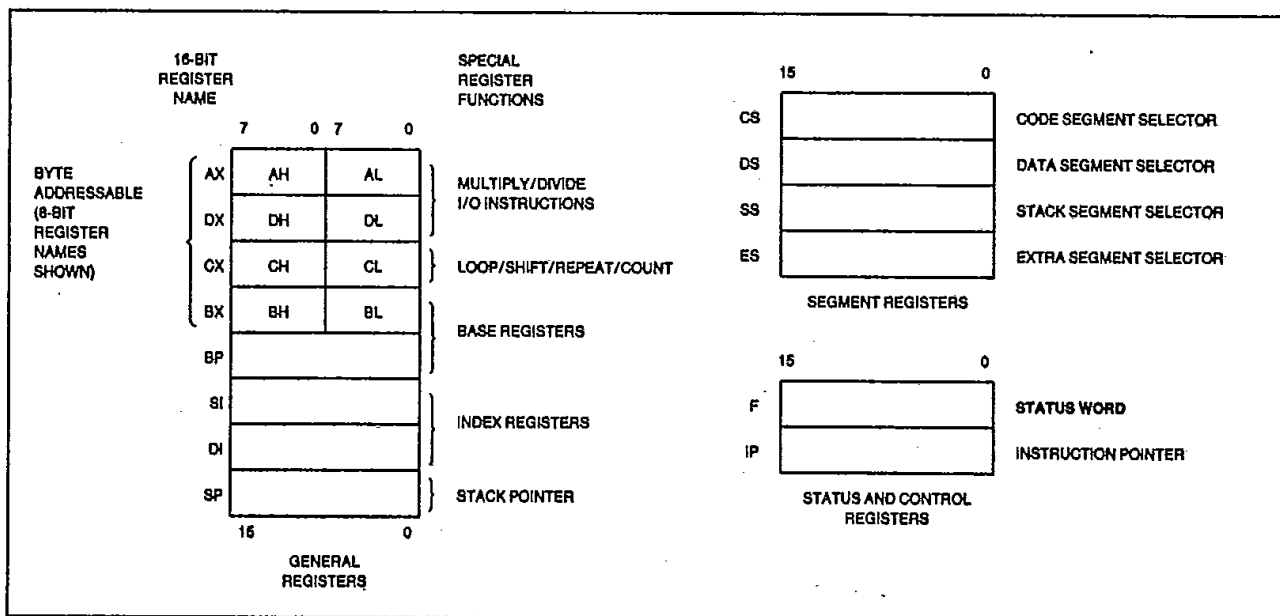 16-BIT
REGISTER
NAME
SPECIAL
REGISTER
FUNCTIONS
7 0 7 0
BYTE
ADDRESSABLE
(8-BIT
REGISTER
NAMES
SHOWN)
AX AH AL
DX DH DL
MULTIPLY/DIVIDE
I/O INSTRUCTIONS
CX CH CL LOOP/SHIFT/REPEAT/COUNT
BX BH BL
BP
BASE REGISTERS
SI
DI
INDEX REGISTERS
SP STACK POINTER
15 0
GENERAL
REGISTERS
15 0
CS CODE SEGMENT SELECTOR
DS DATA SEGMENT SELECTOR
SS STACK SEGMENT SELECTOR
ES EXTRA SEGMENT SELECTOR
SEGMENT REGISTERS
15 0
F STATUS WORD
IP INSTRUCTION POINTER
STATUS AND CONTROL
REGISTERS